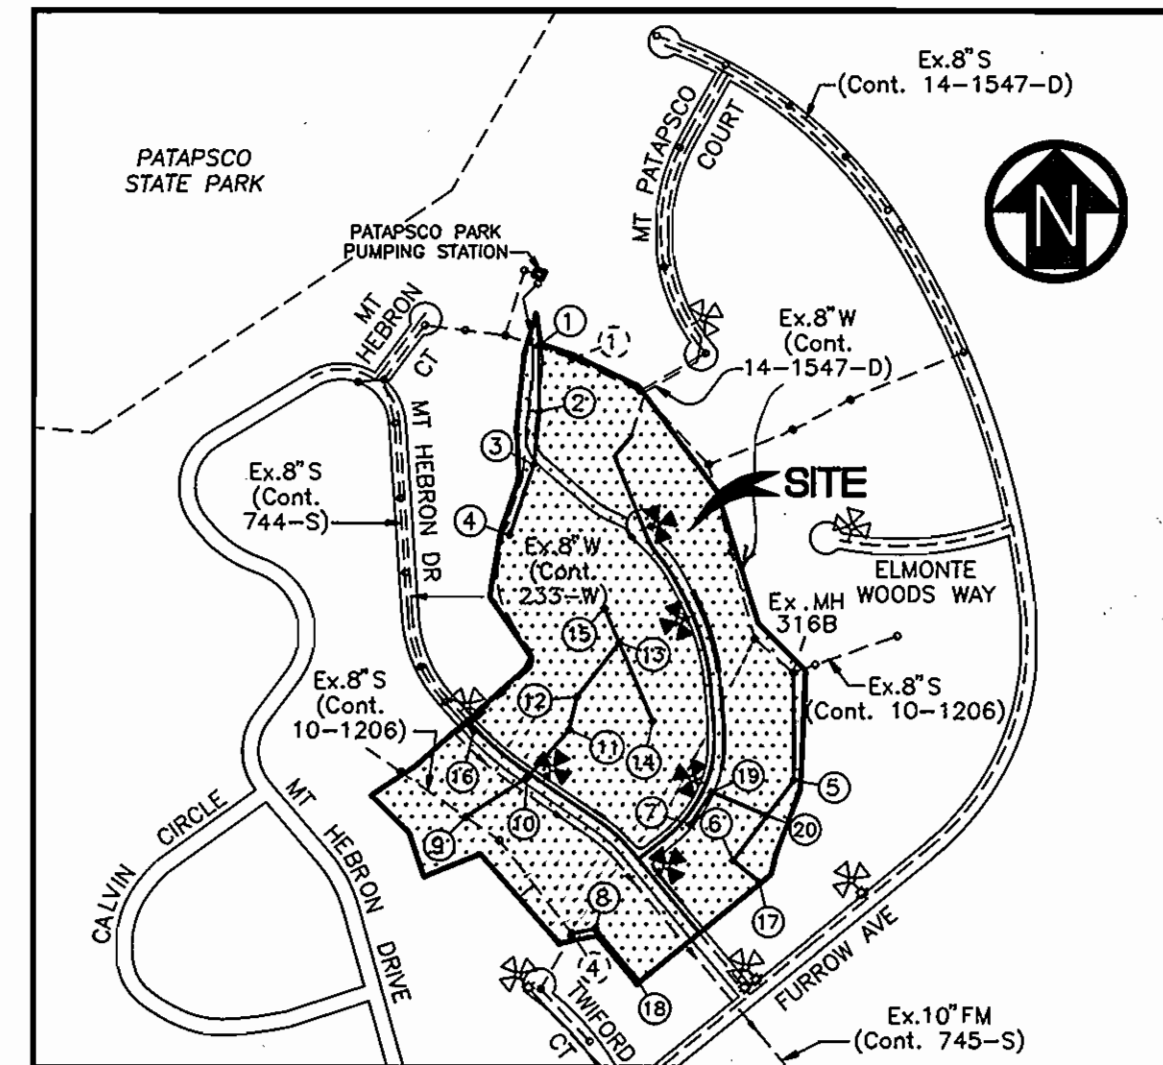 Ex.8"S
(Cont. 14-1547-D)
PATAPSCO
STATE PARK
MT PATAPSCO
COURT
N
PATAPSCO PARK
PUMPING STATION
MT
HEBRON
CT
1
1
Ex.8"W
(Cont.
14-1547-D)
2
3
MT HEBRON DR
Ex.8"S
(Cont.
744-S)
SITE
4
Ex.8"W
(Cont.
233-W)
ELMONTE
WOODS WAY
Ex.MH
316B
15
13
Ex.8"S
(Cont.
10-1206)
12
Ex.8"S
(Cont. 10-1206)
11
14
16
19
5
7
6
20
9
10
CALVIN CIRCLE
MT HEBRON DRIVE
8
17
4
18
TWIFORD
CT
FURROW AVE
Ex.10"FM
(Cont. 745-S)